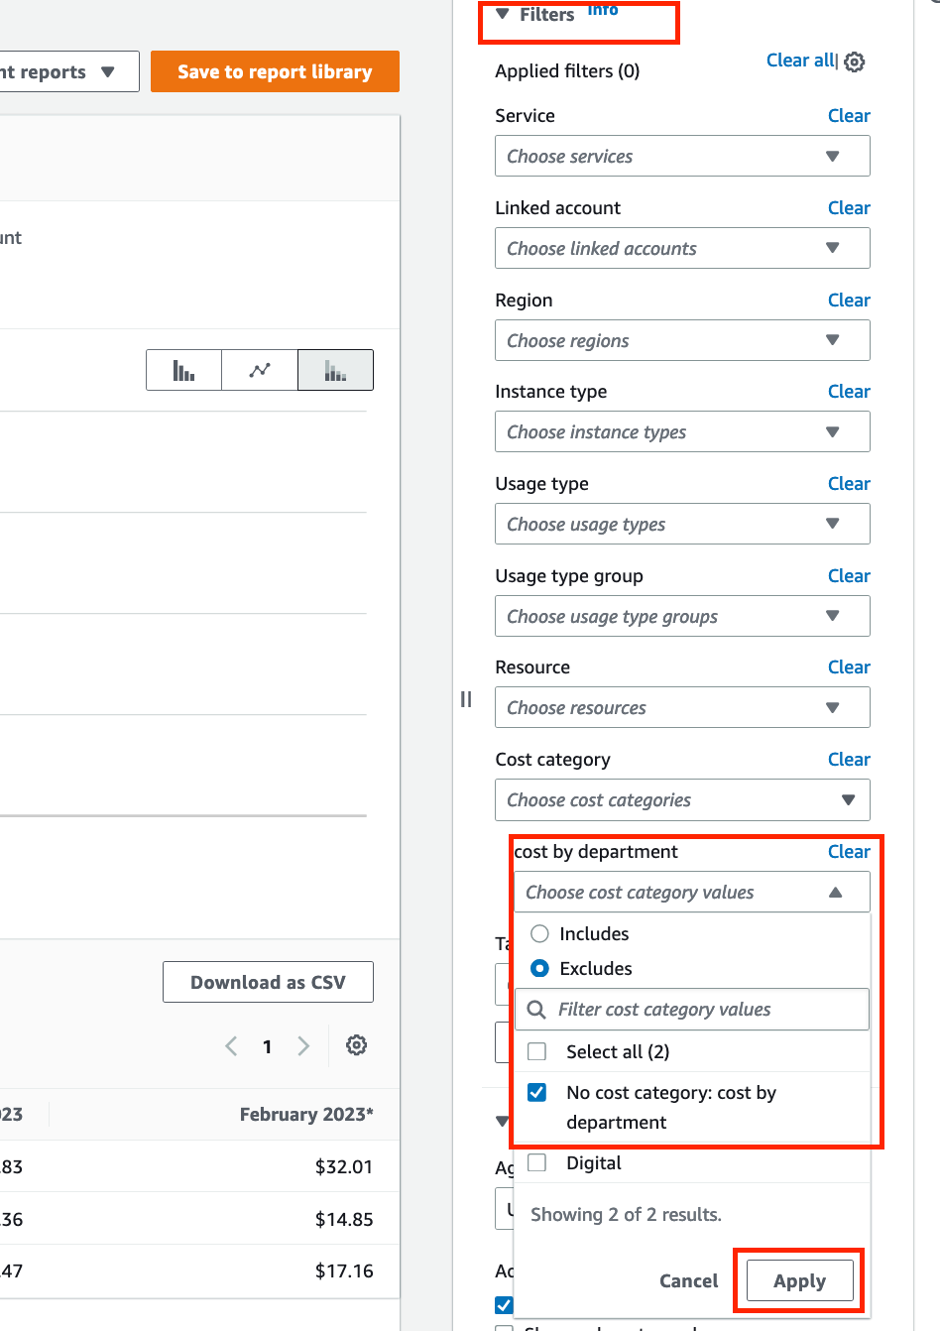 Filters Info
nt reports
Save to report library
Applied filters (0)
Clear all|
Service
Clear
Choose services
Linked account
Clear
Choose linked accounts
unt
Region
Clear
Choose regions
Instance type
Clear
Choose instance types
Usage type
Clear
Choose usage types
Usage type group
Clear
Choose usage type groups
Resource
Clear
Choose resources
Cost category
Clear
Choose cost categories
cost by department
Clear
Choose cost category values
Includes
Excludes
Filter cost category values
Select all (2)
No cost category: cost by
department
Digital
Showing 2 of 2 results.
Cancel
Apply
Ta
Ag
U
Download as CSV
1
023
February 2023*
.83
$32.01
.36
$14.85
.47
$17.16